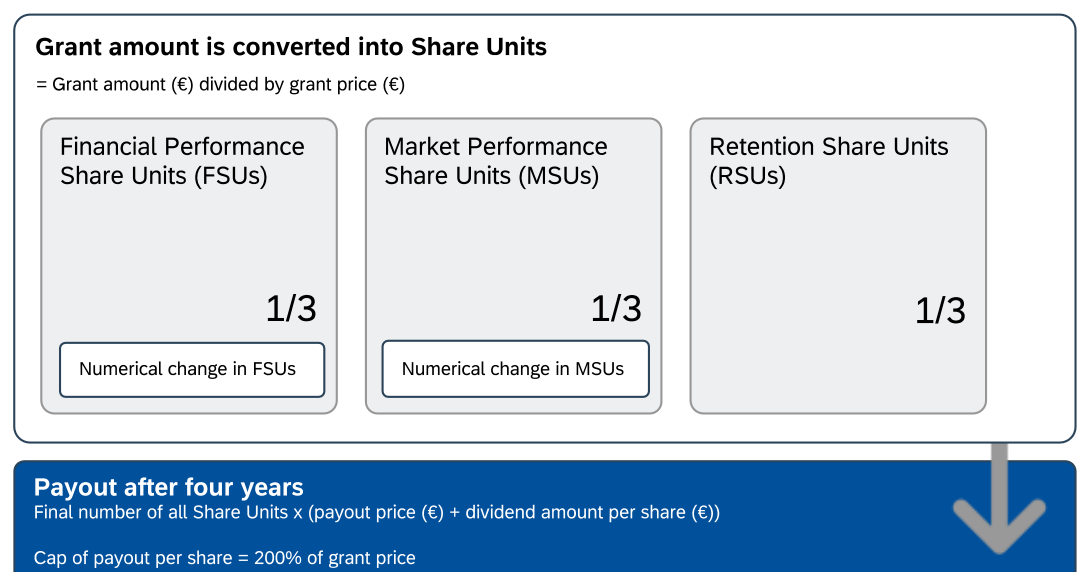 Grant amount is converted into Share Units
= Grant amount (€) divided by grant price (€)
Financial Performance
Share Units (FSUs)
1/3
Numerical change in FSUs
Market Performance
Share Units (MSUs)
1/3
Numerical change in MSUs
Retention Share Units
(RSUs)
1/3
Payout after four years
Final number of all Share Units x (payout price (€) + dividend amount per share (€))
Cap of payout per share = 200% of grant price